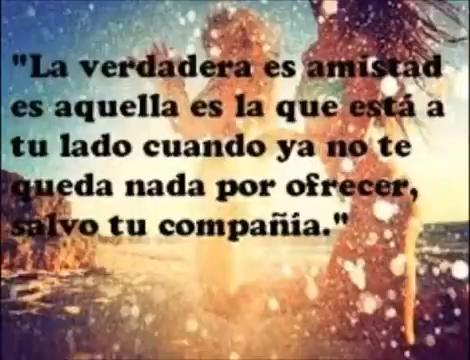 "La verdadera es amistad
es aquella es la que está a
tu lado cuando ya no te
queda nada por ofrecer,
salvo tu compañia."